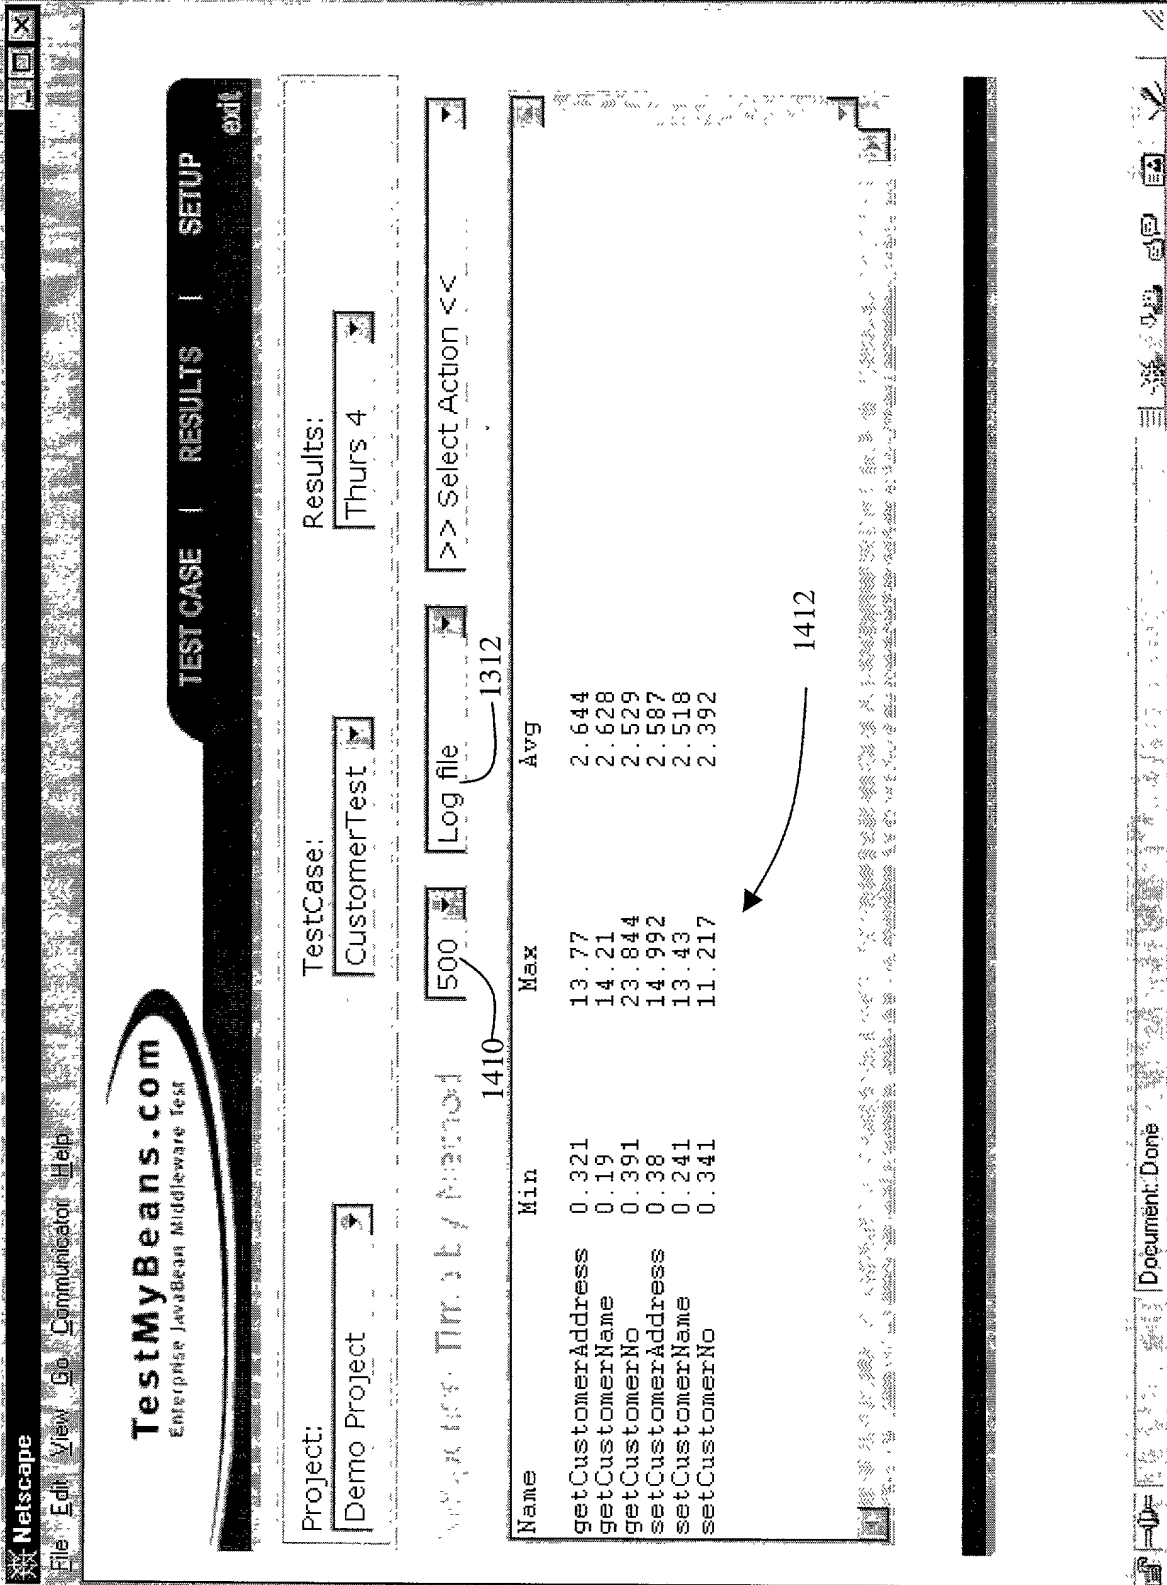 Netscape
File Edit View Go Communicator Help
TestMyBeans.com
Enterprise JavaBean Middleware Test
TEST CASE | RESULTS | SETUP
exit
Project: TestCase: Results:
Demo Project CustomerTest Thurs 4
/ Method 500 Log file >> Select Action <<
1410 1312
Name Min Max Avg
getCustomerAddress 0.321 13.77 2.644
getCustomerName 0.19 14.21 2.628
getCustomerNo 0.391 23.844 2.529
setCustomerAddress 0.38 14.992 2.587
setCustomerName 0.241 13.43 2.518
setCustomerNo 0.341 11.217 2.392
1412
Document: Done